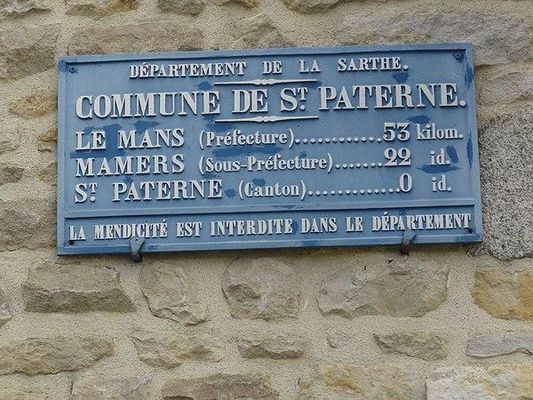 DÉPARTEMENT DE LA SARTHE.
COMMUNE DE ST. PATERNE.
LE MANS (Préfecture)............53 kilom.
MAMERS (Sous-Préfecture).......22 id.
ST. PATERNE (Canton)..............0 id.
LA MENDICITÉ EST INTERDITE DANS LE DÉPARTEMENT